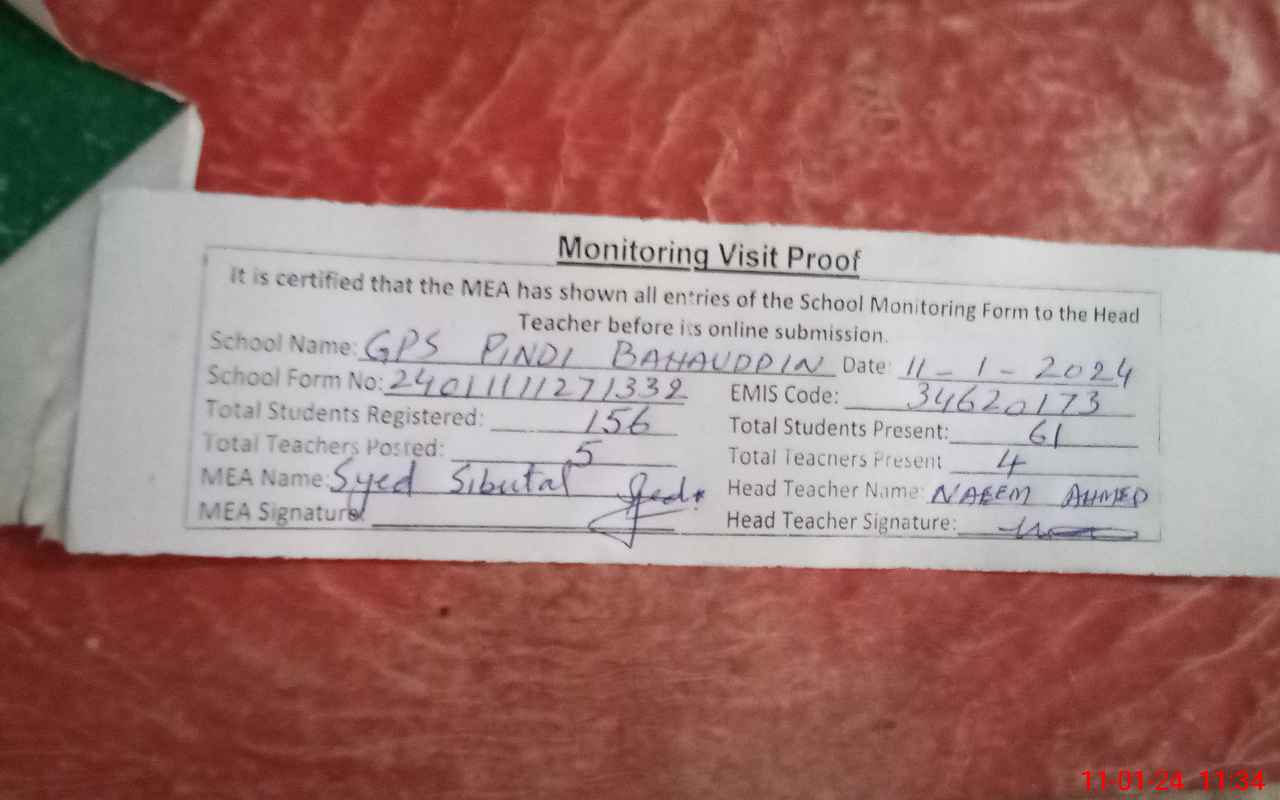 Monitoring Visit Proof
It is certified that the MEA has shown all entries of the School Monitoring Form to the Head
Teacher before its online submission.
School Name: GPS PINDI BAHAUDDIN Date: 11-1-2024
School Form No: 24011111271332 EMIS Code: 34620173
Total Students Registered: 156 Total Students Present: 61
Total Teachers Posted: 5 Total Teachers Present 4
MEA Name: Syed Sibutal Head Teacher Name: NAEEM AHMED
MEA Signature: Head Teacher Signature:
11-01-24 11:34